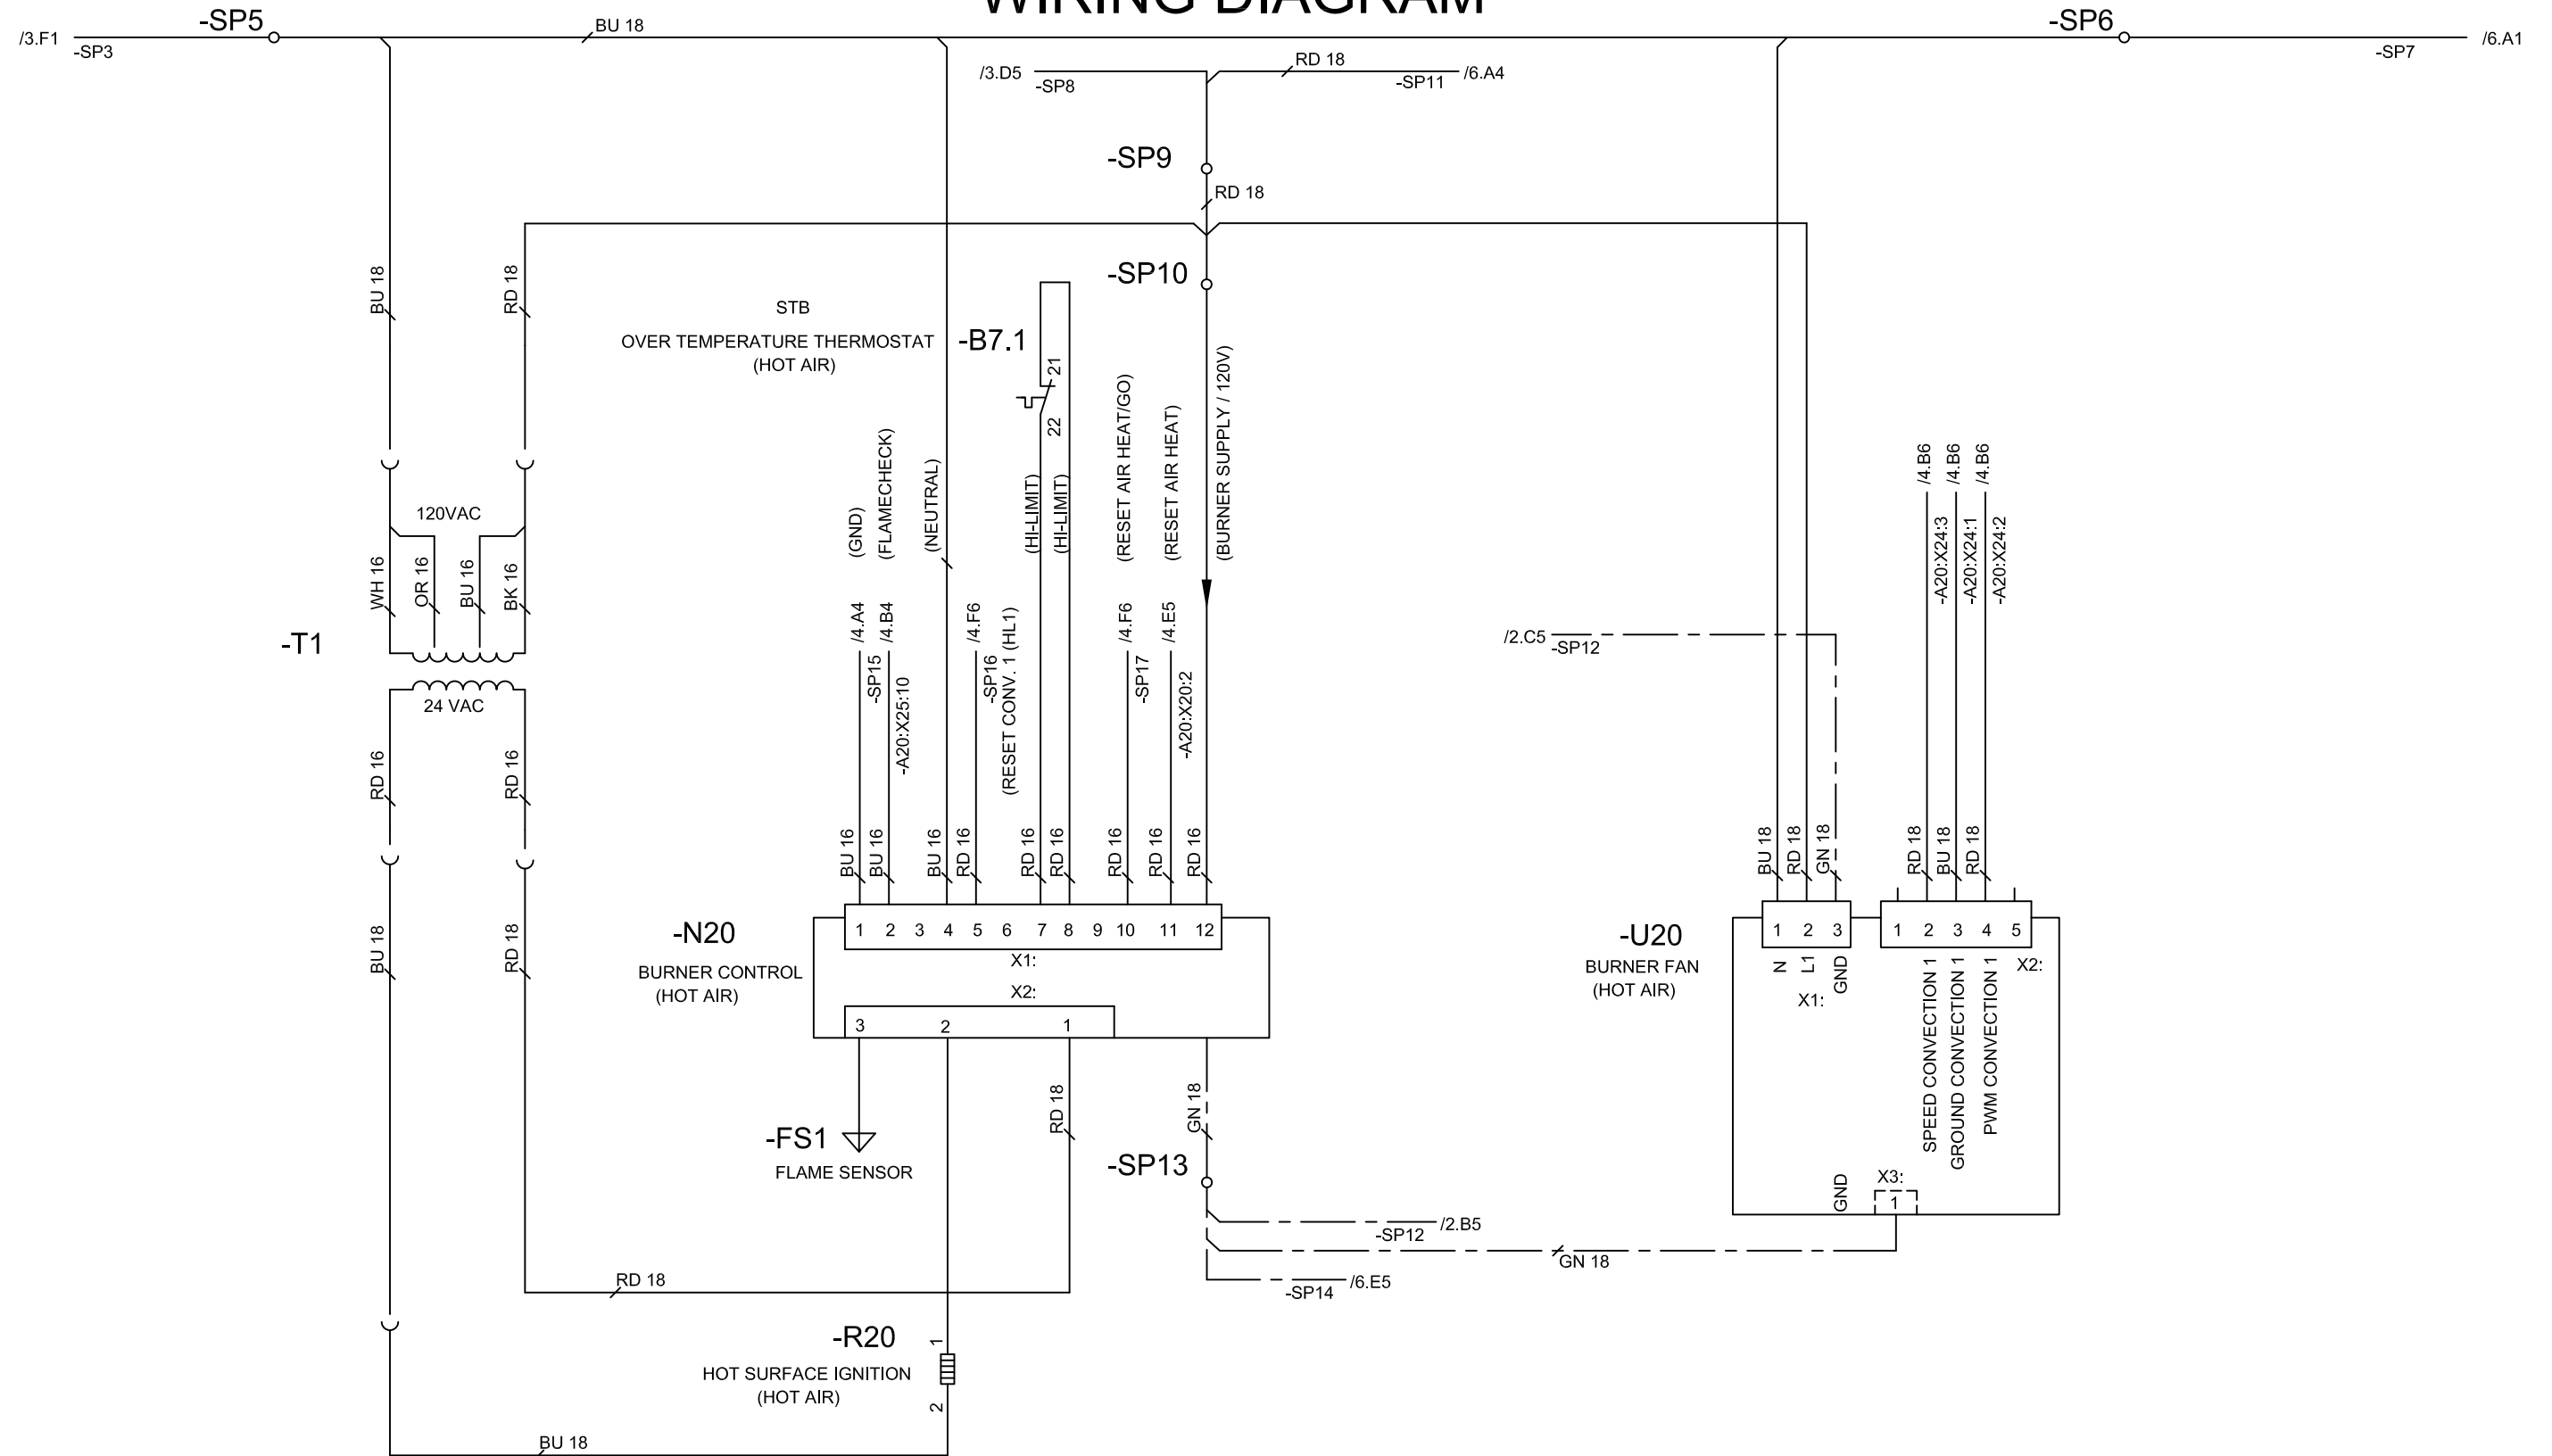 WIRING DIAGRAM
-SP5
BU 18
-SP6
/3.F1
-SP3
-SP7
/6.A1
/3.D5
-SP8
RD 18
-SP11
/6.A4
-SP9
RD 18
BU 18
RD 18
-SP10
STB
OVER TEMPERATURE THERMOSTAT
(HOT AIR)
-B7.1
21
22
120VAC
WH 16
OR 16
BU 16
BK 16
-T1
24 VAC
RD 16
RD 16
(GND)
(FLAMECHECK)
(NEUTRAL)
(HI-LIMIT)
(HI-LIMIT)
(RESET AIR HEAT/GO)
(RESET AIR HEAT)
(BURNER SUPPLY / 120V)
/4.A4
-SP15
/4.B4
-A20:X25:10
/4.F6
-SP16
(RESET CONV. 1 (HL1)
/4.F6
-SP17
/4.E5
-A20:X20:2
/2.C5
-SP12
/4.B6
/4.B6
/4.B6
-A20:X24:3
-A20:X24:1
-A20:X24:2
BU 16
BU 16
BU 16
RD 16
RD 16
RD 16
RD 16
RD 16
RD 16
BU 18
RD 18
GN 18
RD 18
BU 18
RD 18
BU 18
RD 18
-N20
BURNER CONTROL
(HOT AIR)
1 2 3 4 5 6 7 8 9 10 11 12
X1:
X2:
3 2 1
-U20
BURNER FAN
(HOT AIR)
1 2 3
N
L1
GND
X1:
1 2 3 4 5
X2:
SPEED CONVECTION 1
GROUND CONVECTION 1
PWM CONVECTION 1
GND
X3:
1
-FS1
FLAME SENSOR
RD 18
GN 18
-SP13
/2.B5
-SP12
GN 18
/6.E5
-SP14
RD 18
-R20
HOT SURFACE IGNITION
(HOT AIR)
1
2
BU 18